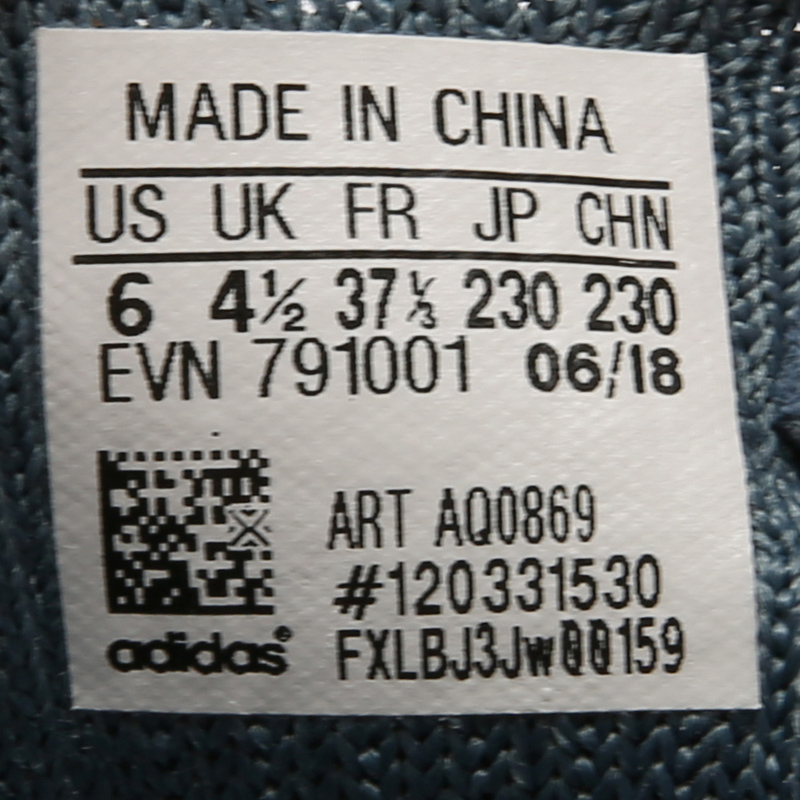 MADE IN CHINA
US UK FR JP CHN
6 4½ 37⅓ 230 230
EVN 791001 06/18
ART AQ0869
#120331530
FXLBJ3Jw00159
adidas®